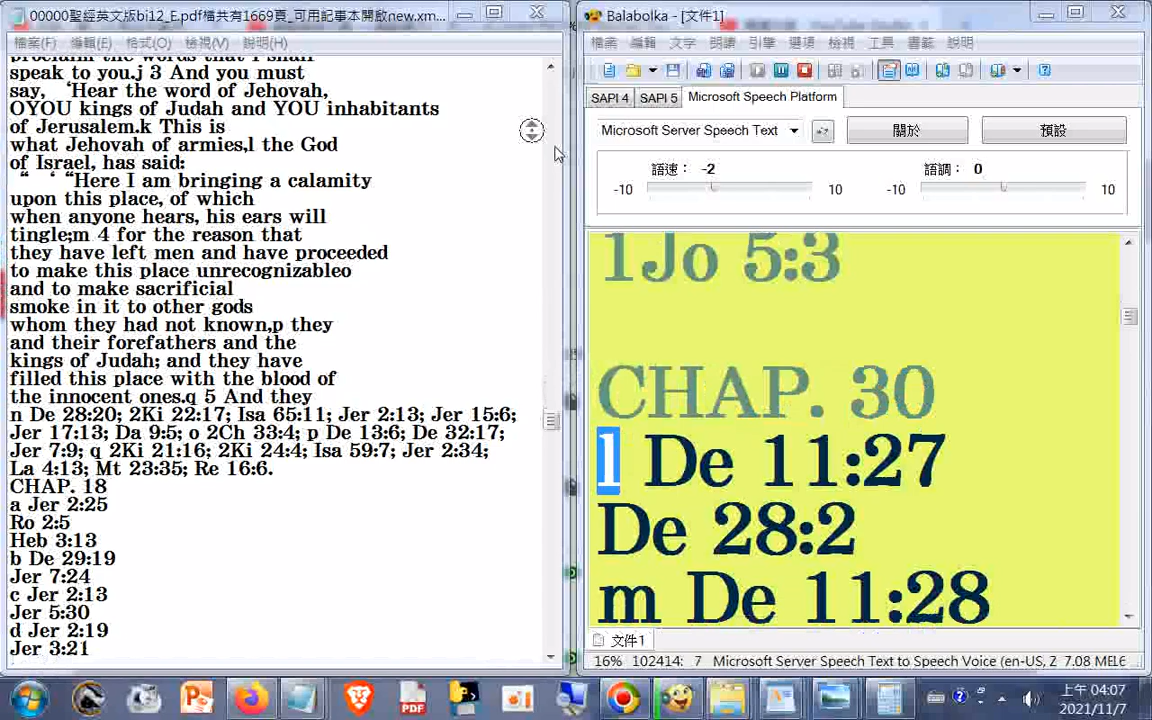 00000聖經英文版bi12_E.pdf檔共有1669頁_可用記事本開啟new.xm...
檔案(F) 編輯(E) 格式(O) 檢視(V) 說明(H)
proclaim the words that I shall
speak to you.j 3 And you must
say, ‘Hear the word of Jehovah,
OYOU kings of Judah and YOU inhabitants
of Jerusalem.k This is
what Jehovah of armies,l the God
of Israel, has said:
“ ‘ “Here I am bringing a calamity
upon this place, of which
when anyone hears, his ears will
tingle;m 4 for the reason that
they have left men and have proceeded
to make this place unrecognizableo
and to make sacrificial
smoke in it to other gods
whom they had not known,p they
and their forefathers and the
kings of Judah; and they have
filled this place with the blood of
the innocent ones.q 5 And they
n De 28:20; 2Ki 22:17; Isa 65:11; Jer 2:13; Jer 15:6;
Jer 17:13; Da 9:5; o 2Ch 33:4; p De 13:6; De 32:17;
Jer 7:9; q 2Ki 21:16; 2Ki 24:4; Isa 59:7; Jer 2:34;
La 4:13; Mt 23:35; Re 16:6.
CHAP. 18
a Jer 2:25
Ro 2:5
Heb 3:13
b De 29:19
Jer 7:24
c Jer 2:13
Jer 5:30
d Jer 2:19
Jer 3:21
Balabolka - [文件1]
檔案 編輯 文字 朗讀 引擎 選項 檢視 工具 書籤 說明
SAPI 4 SAPI 5 Microsoft Speech Platform
Microsoft Server Speech Text 關於 預設
語速： -2 語調： 0
-10 10 -10 10
1Jo 5:3
CHAP. 30
l De 11:27
De 28:2
m De 11:28
文件1
16% 102414: 7 Microsoft Server Speech Text to Speech Voice (en-US, 2 7.08 МБ
PDF
上午 04:07
2021/11/7